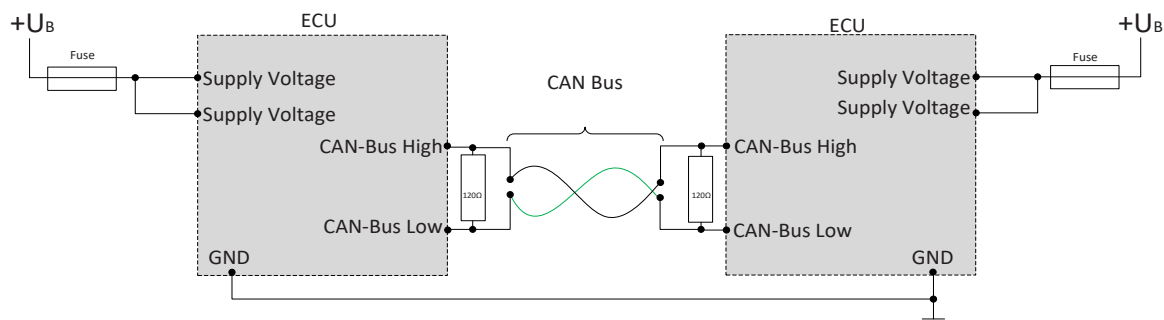 ECU
ECU
+UB
+UB
Fuse
Fuse
Supply Voltage
Supply Voltage
CAN Bus
Supply Voltage
Supply Voltage
CAN-Bus High
CAN-Bus High
120Ω
120Ω
CAN-Bus Low
CAN-Bus Low
GND
GND